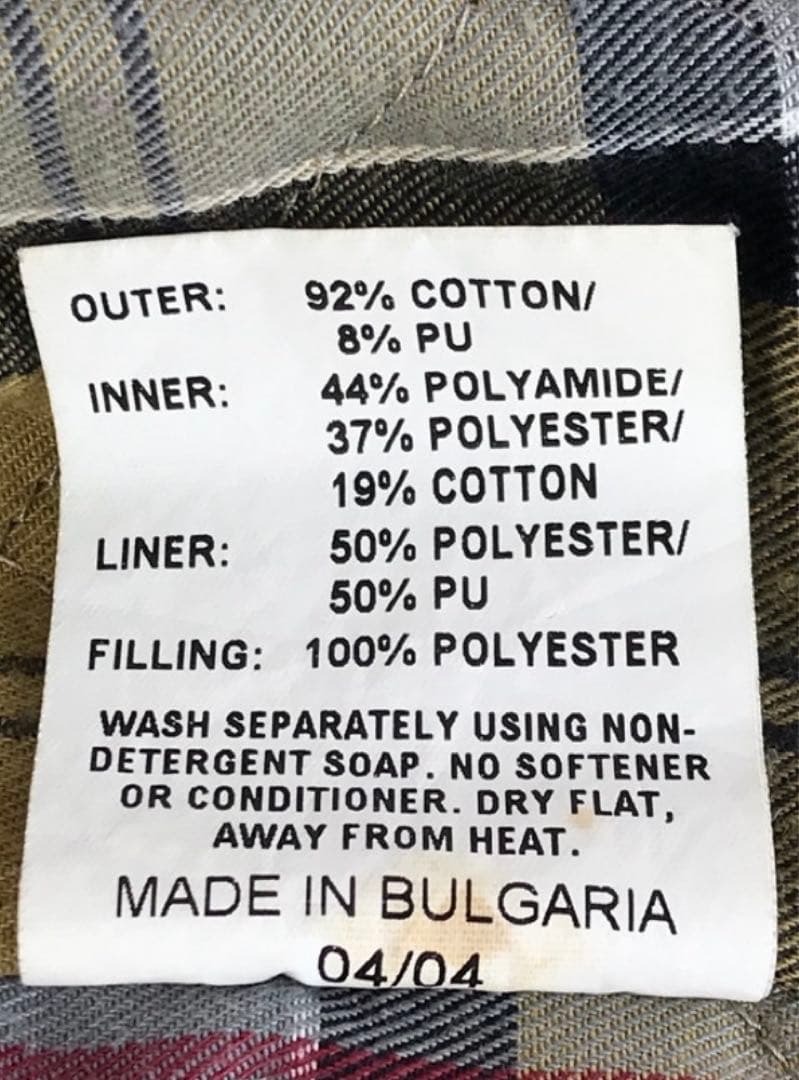 OUTER: 92% COTTON/
8% PU
INNER: 44% POLYAMIDE/
37% POLYESTER/
19% COTTON
LINER: 50% POLYESTER/
50% PU
FILLING: 100% POLYESTER
WASH SEPARATELY USING NON-
DETERGENT SOAP. NO SOFTENER
OR CONDITIONER. DRY FLAT,
AWAY FROM HEAT.
MADE IN BULGARIA
04/04